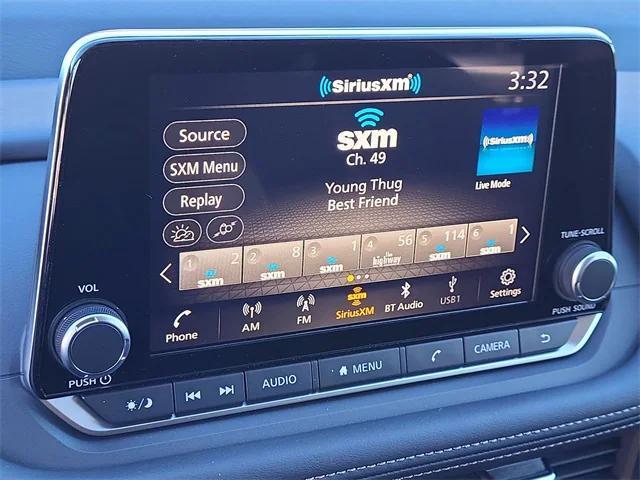 SiriusXM
3:32
Source
SXM Menu
Replay
sxm
Ch. 49
Young Thug
Best Friend
SiriusXM
Live Mode
1 2 sxm
2 8 sxm
3 1 sxm
4 56 the highway
5 114 sxm
6 1 sxm
Phone
AM
FM
sxm
SiriusXM
BT Audio
USB1
Settings
VOL
PUSH
TUNE·SCROLL
PUSH SOUND
AUDIO
MENU
CAMERA